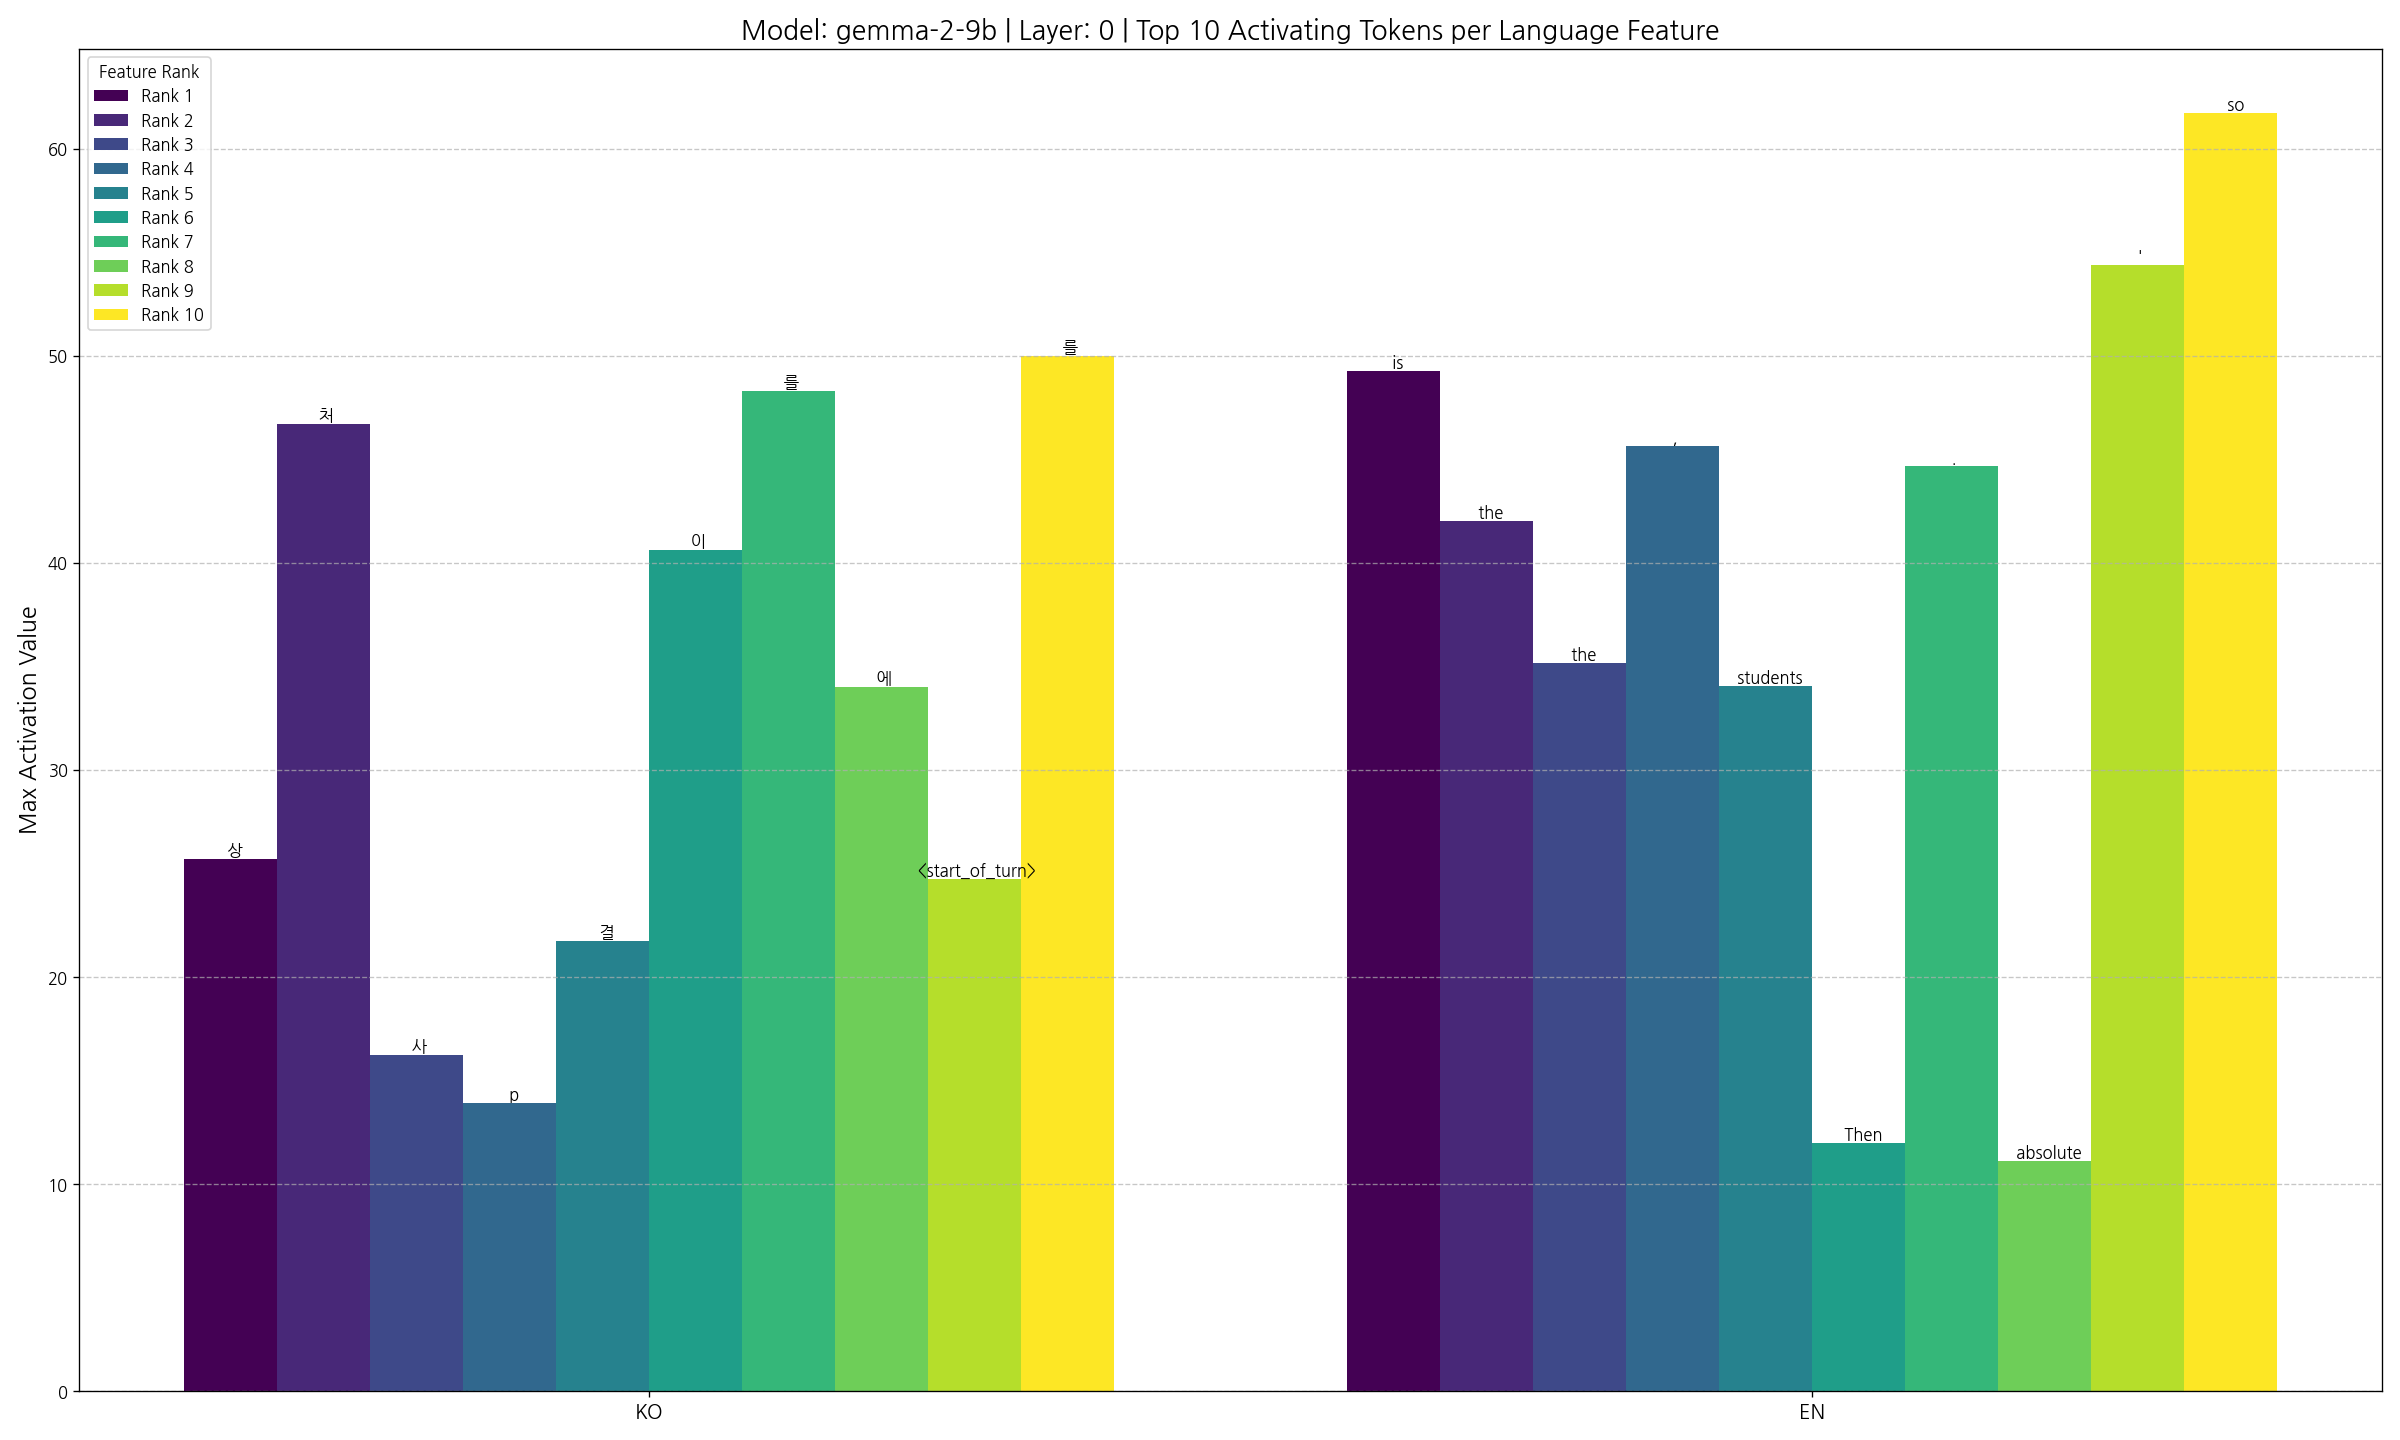 Model: gemma-2-9b | Layer: 0 | Top 10 Activating Tokens per Language Feature
Feature Rank
Rank 1
Rank 2
Rank 3
Rank 4
Rank 5
Rank 6
Rank 7
Rank 8
Rank 9
Rank 10
Max Activation Value
60
50
40
30
20
10
0
상
처
사
p
결
이
를
에
<start_of_turn>
를
is
the
the
,
students
Then
.
absolute
'
so
KO
EN